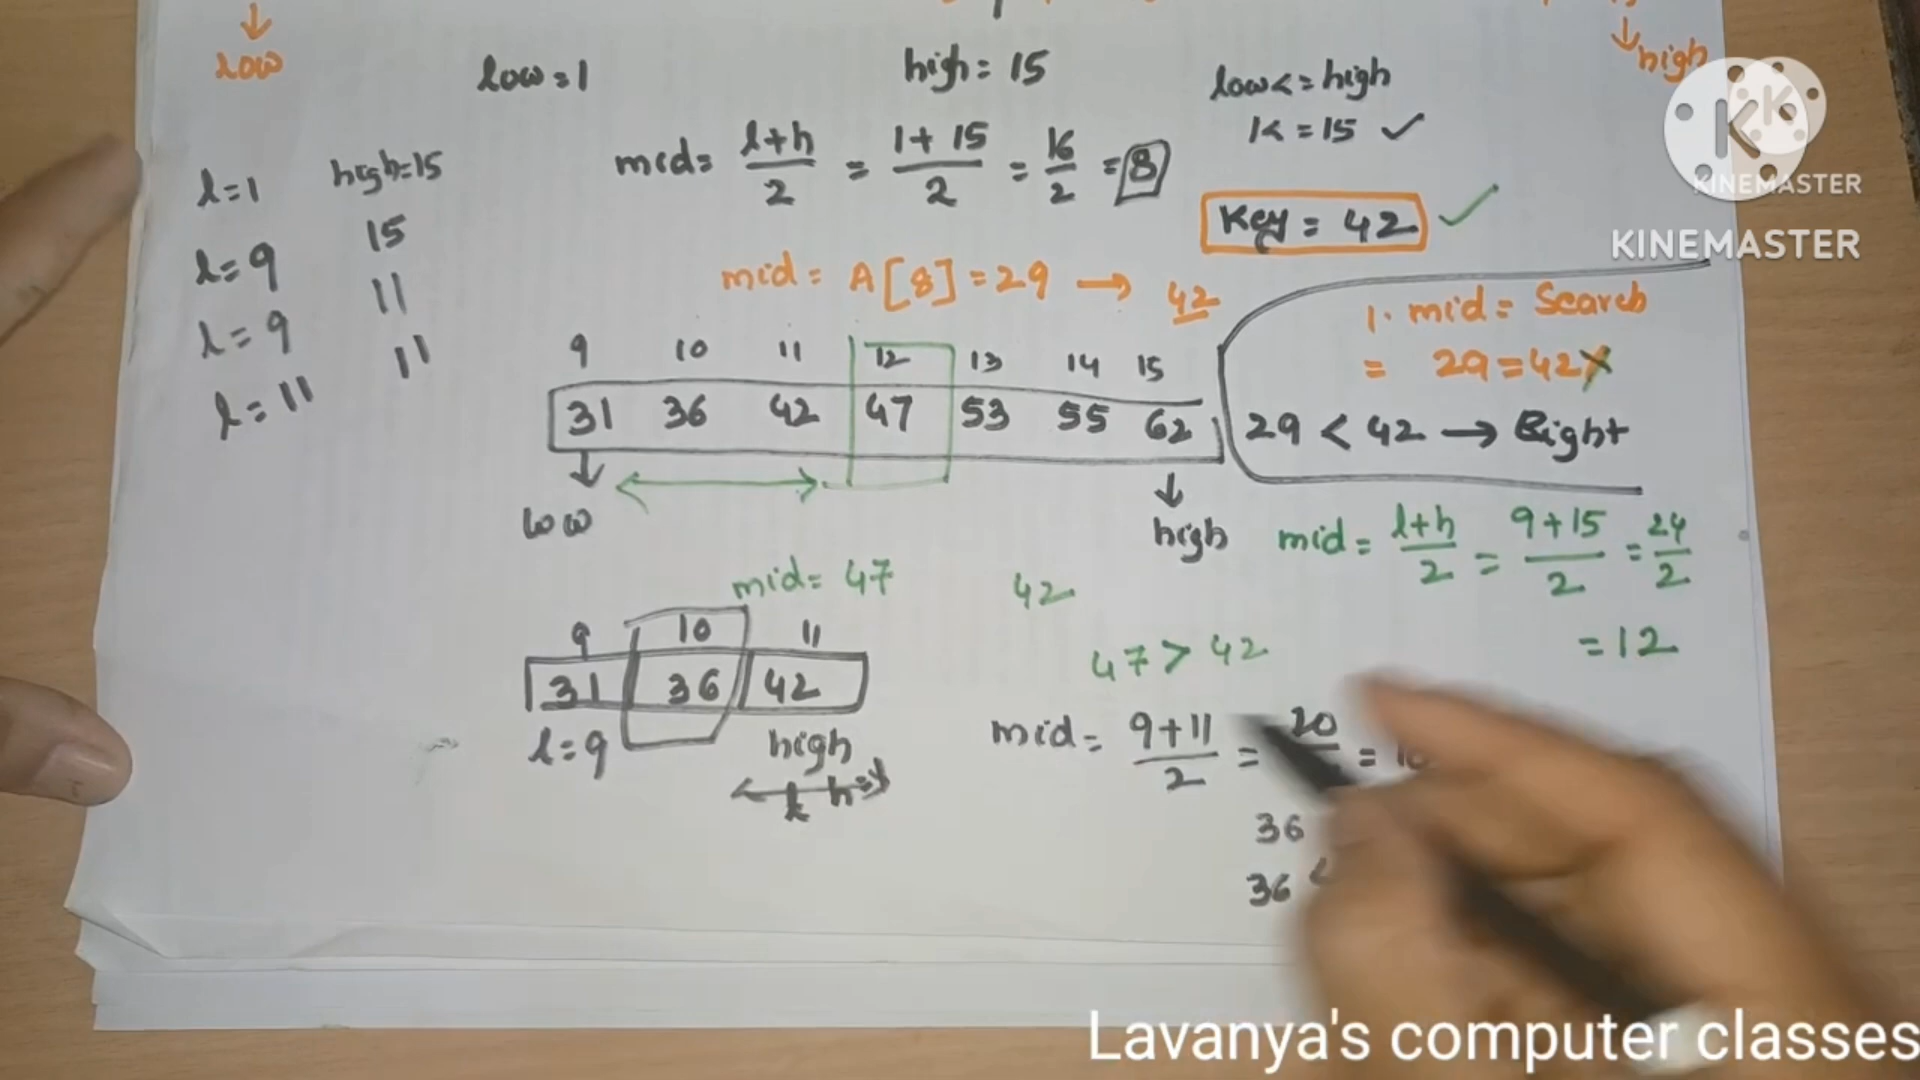 low
low=1
high=15
low<=high
high
1<=15 ✓
mid= l+h/2 = 1+15/2 = 16/2 =8
l=1 high=15
l=9 15
l=9 11
l=11 11
Key = 42 ✓
KINEMASTER
KINEMASTER
mid= A[8]=29 → 42
1. mid= Search
= 29=42 X
29 < 42 → Right
9 10 11 12 13 14 15
31 36 42 47 53 55 62
low
high
mid= l+h/2 = 9+15/2 = 24/2
=12
mid= 47 42
47 > 42
9 10 11
31 36 42
l=9 high
l h
mid= 9+11/2 = 20 =
36
36 <
Lavanya's computer classes